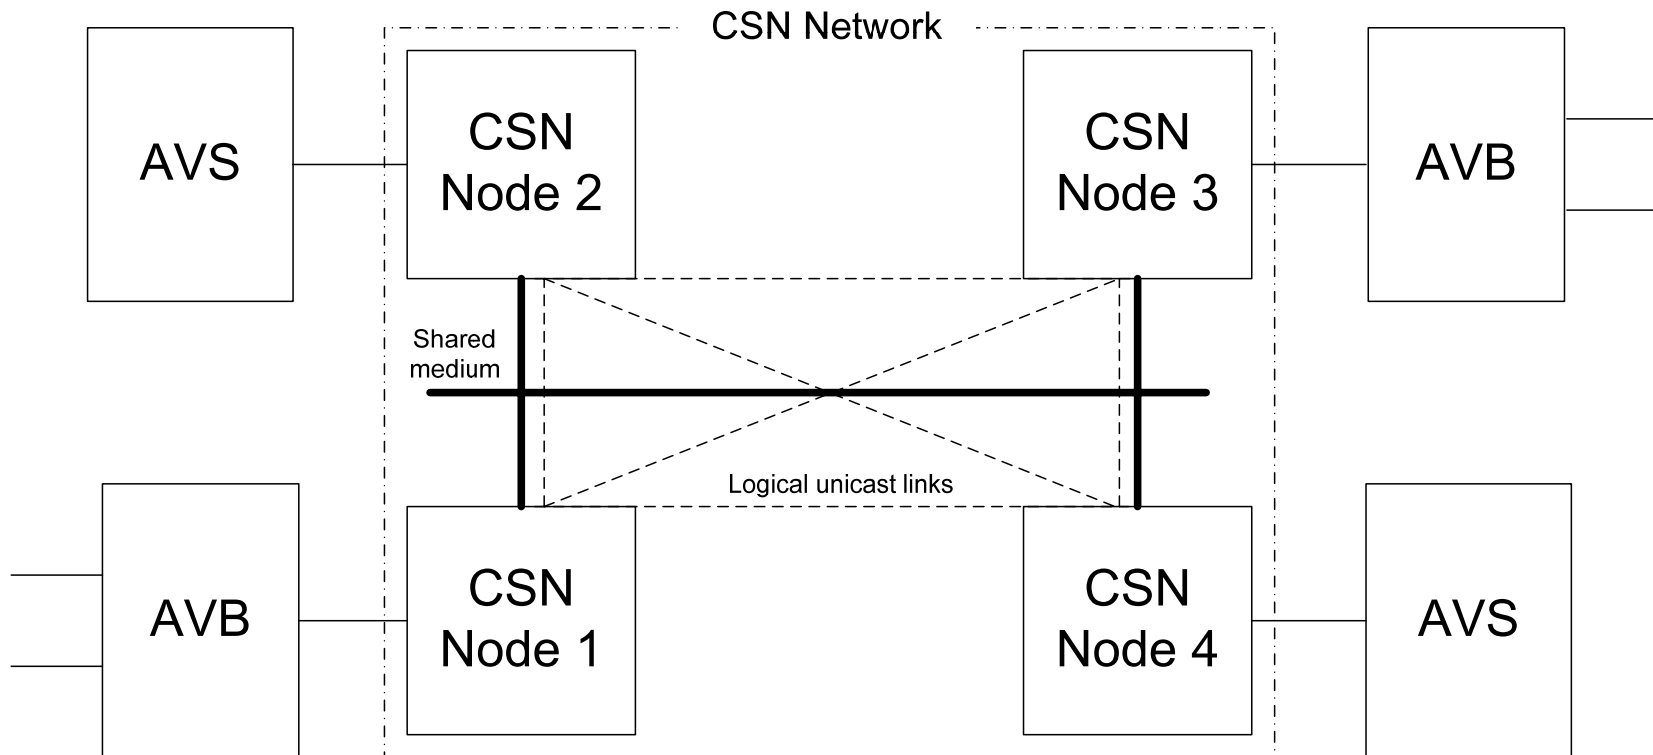 CSN Network
AVS
CSN
Node 2
CSN
Node 3
AVB
Shared
medium
Logical unicast links
AVB
CSN
Node 1
CSN
Node 4
AVS